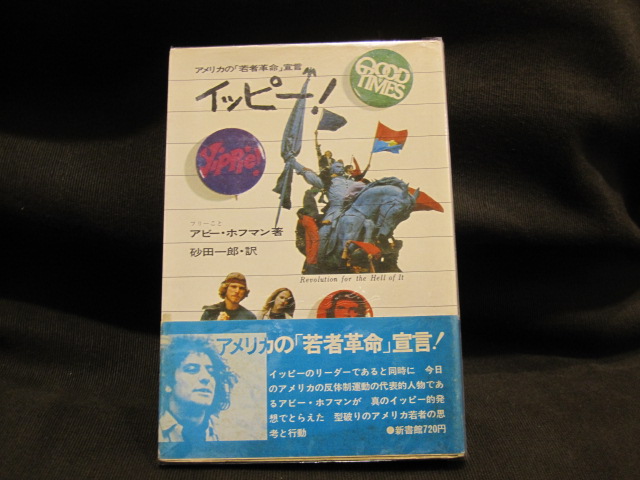 アメリカの「若者革命」宣言
イッピー!
GOOD
TIMES
Yippie!
フリーこと
アビー・ホフマン著
砂田一郎・訳
Revolution for the Hell of It
アメリカの「若者革命」宣言!
イッピーのリーダーであると同時に 今日
のアメリカの反体制運動の代表的人物であ
るアビー・ホフマンが 真のイッピー的発
想でとらえた 型破りのアメリカ若者の思
考と行動
●新書館720円